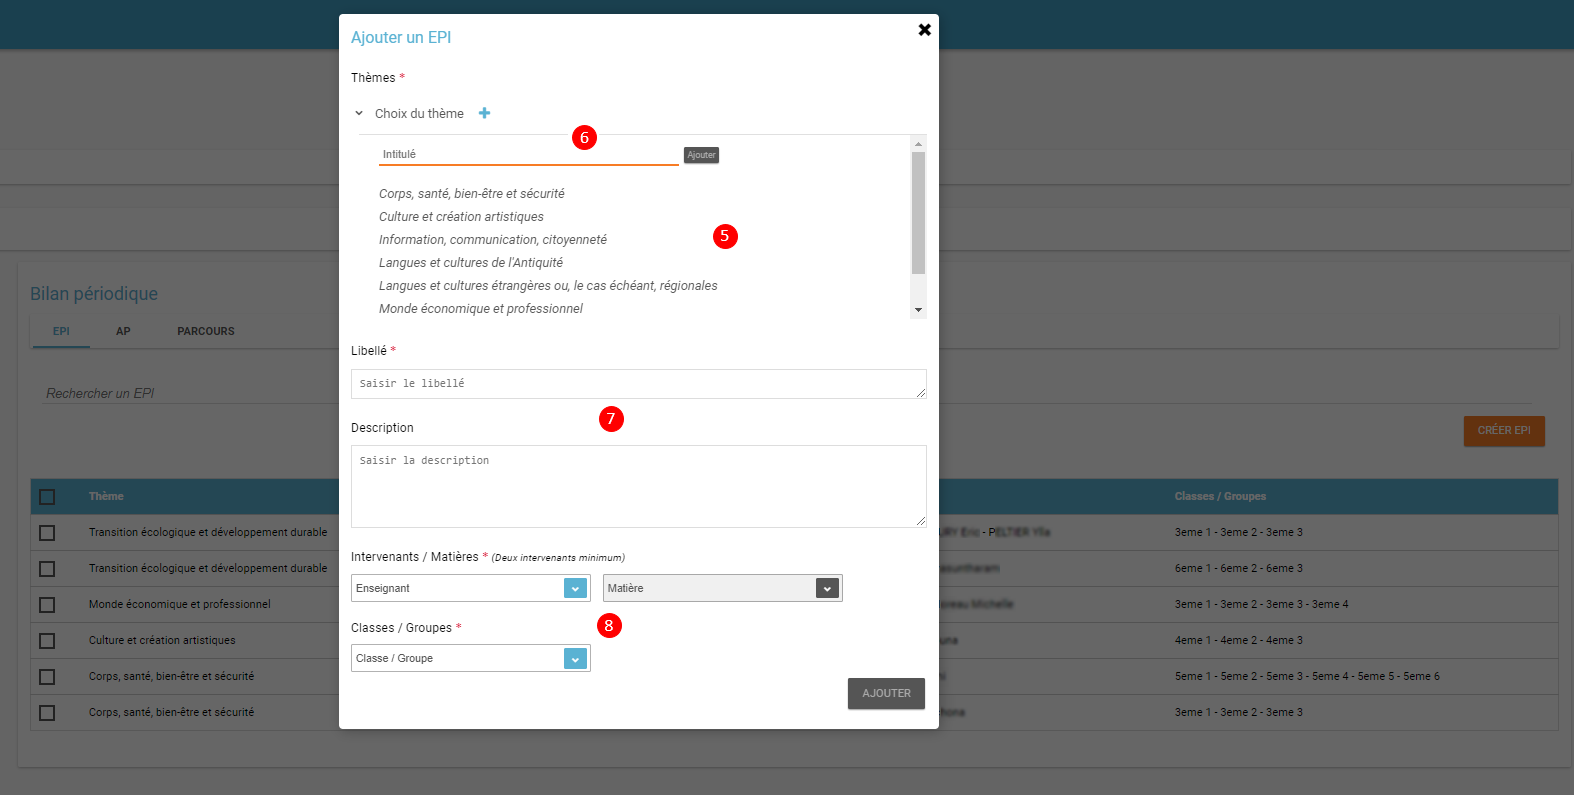 Ajouter un EPI
Thèmes *
Choix du thème
6
Intitulé
Ajouter
Corps, santé, bien-être et sécurité
Culture et création artistiques
Information, communication, citoyenneté
5
Langues et cultures de l'Antiquité
Langues et cultures étrangères ou, le cas échéant, régionales
Monde économique et professionnel
Libellé *
Saisir le libellé
7
Description
Saisir la description
Intervenants / Matières * (Deux intervenants minimum)
Enseignant
Matière
8
Classes / Groupes *
Classe / Groupe
AJOUTER
Bilan périodique
EPI AP PARCOURS
Rechercher un EPI
CRÉER EPI
Thème Classes / Groupes
Transition écologique et développement durable URY Eric - PELTIER Ylia 3eme 1 - 3eme 2 - 3eme 3
Transition écologique et développement durable 6eme 1 - 6eme 2 - 6eme 3
Monde économique et professionnel Michelle 3eme 1 - 3eme 2 - 3eme 3 - 3eme 4
Culture et création artistiques 4eme 1 - 4eme 2 - 4eme 3
Corps, santé, bien-être et sécurité 5eme 1 - 5eme 2 - 5eme 3 - 5eme 4 - 5eme 5 - 5eme 6
Corps, santé, bien-être et sécurité 3eme 1 - 3eme 2 - 3eme 3